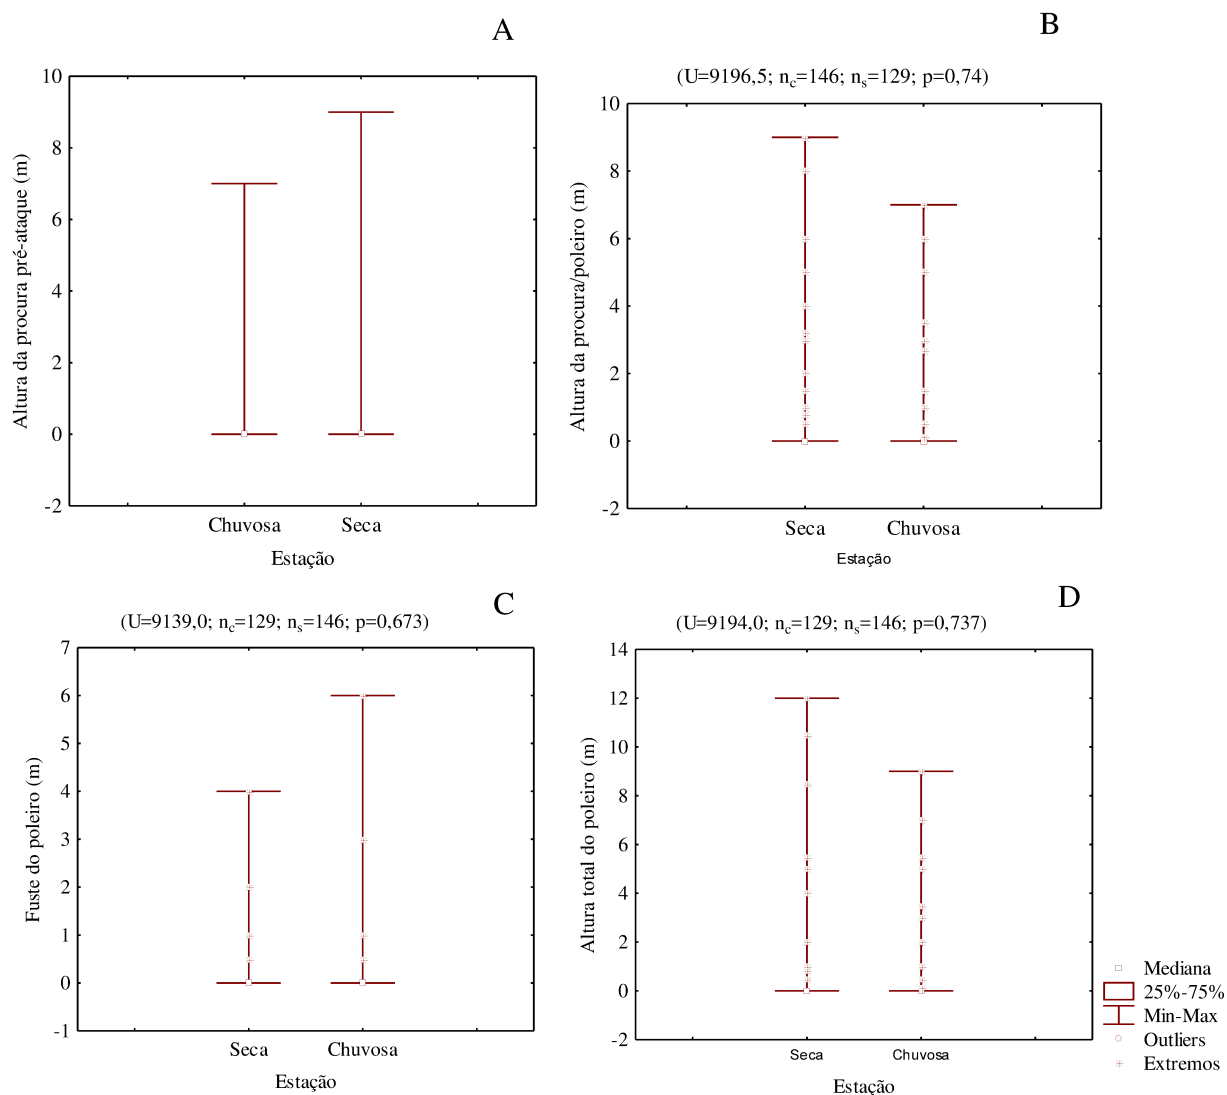 A
10
8
6
4
2
0
-2
Altura da procura pré-ataque (m)
Chuvosa Seca
Estação
B
(U=9196,5; nc=146; ns=129; p=0,74)
10
8
6
4
2
0
-2
Altura da procura/poleiro (m)
Seca Chuvosa
Estação
C
(U=9139,0; nc=129; ns=146; p=0,673)
7
6
5
4
3
2
1
0
-1
Fuste do poleiro (m)
Seca Chuvosa
Estação
D
(U=9194,0; nc=129; ns=146; p=0,737)
14
12
10
8
6
4
2
0
-2
Altura total do poleiro (m)
Seca Chuvosa
Estação
Mediana
25%-75%
Min-Max
Outliers
Extremos